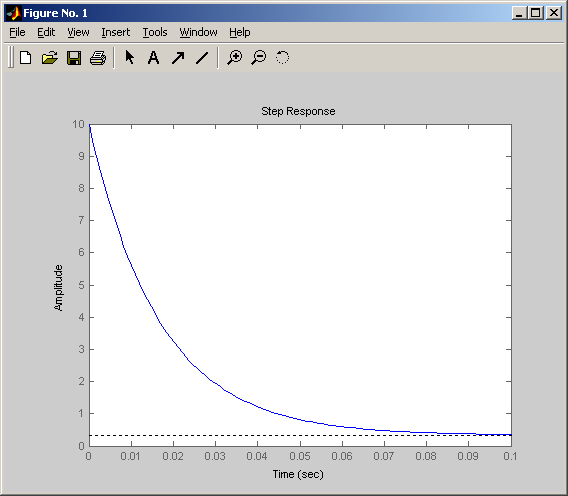 Figure No. 1
File Edit View Insert Tools Window Help
A
Step Response
10
9
8
7
6
5
4
3
2
1
0
Amplitude
0 0.01 0.02 0.03 0.04 0.05 0.06 0.07 0.08 0.09 0.1
Time (sec)